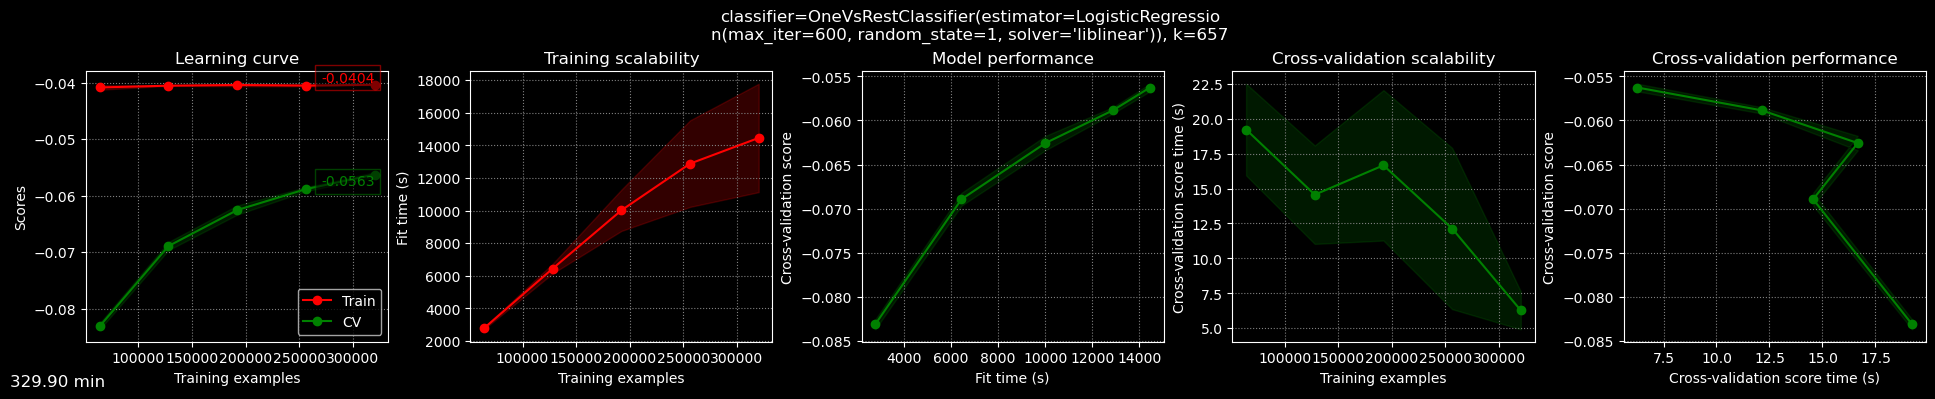 classifier=OneVsRestClassifier(estimator=LogisticRegressio
n(max_iter=600, random_state=1, solver='liblinear')), k=657
Learning curve
−0.04
−0.05
−0.06
−0.07
−0.08
Scores
-0.0404
-0.0563
Train
CV
100000 150000 200000 250000 300000
Training examples
Training scalability
18000
16000
14000
12000
10000
8000
6000
4000
2000
Fit time (s)
100000 150000 200000 250000 300000
Training examples
Model performance
−0.055
−0.060
−0.065
−0.070
−0.075
−0.080
−0.085
Cross-validation score
4000 6000 8000 10000 12000 14000
Fit time (s)
Cross-validation scalability
22.5
20.0
17.5
15.0
12.5
10.0
7.5
5.0
Cross-validation score time (s)
100000 150000 200000 250000 300000
Training examples
Cross-validation performance
−0.055
−0.060
−0.065
−0.070
−0.075
−0.080
−0.085
Cross-validation score
7.5 10.0 12.5 15.0 17.5
Cross-validation score time (s)
329.90 min